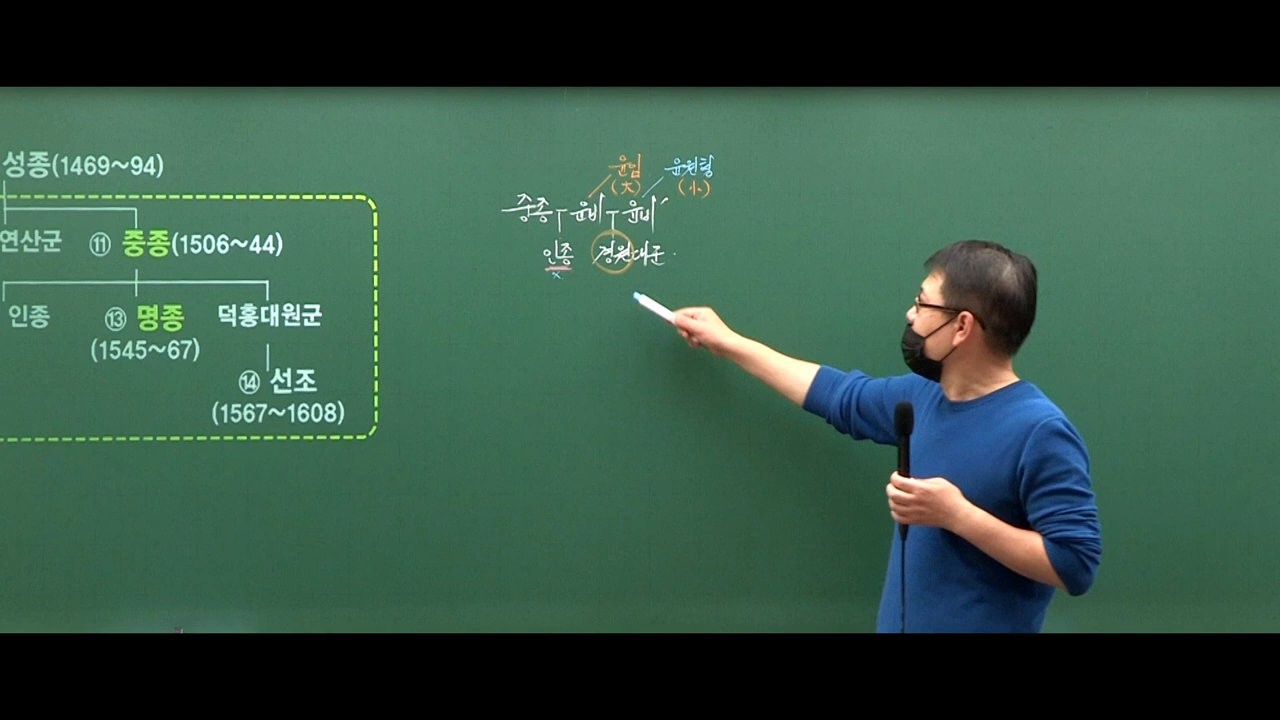 성종(1469~94)
연산군 ⑪ 중종(1506~44)
인종 ⑬ 명종 덕흥대원군
(1545~67)
⑭ 선조
(1567~1608)
윤임 윤원형
(大) (小)
중종 윤비 윤비
인종 경원대군